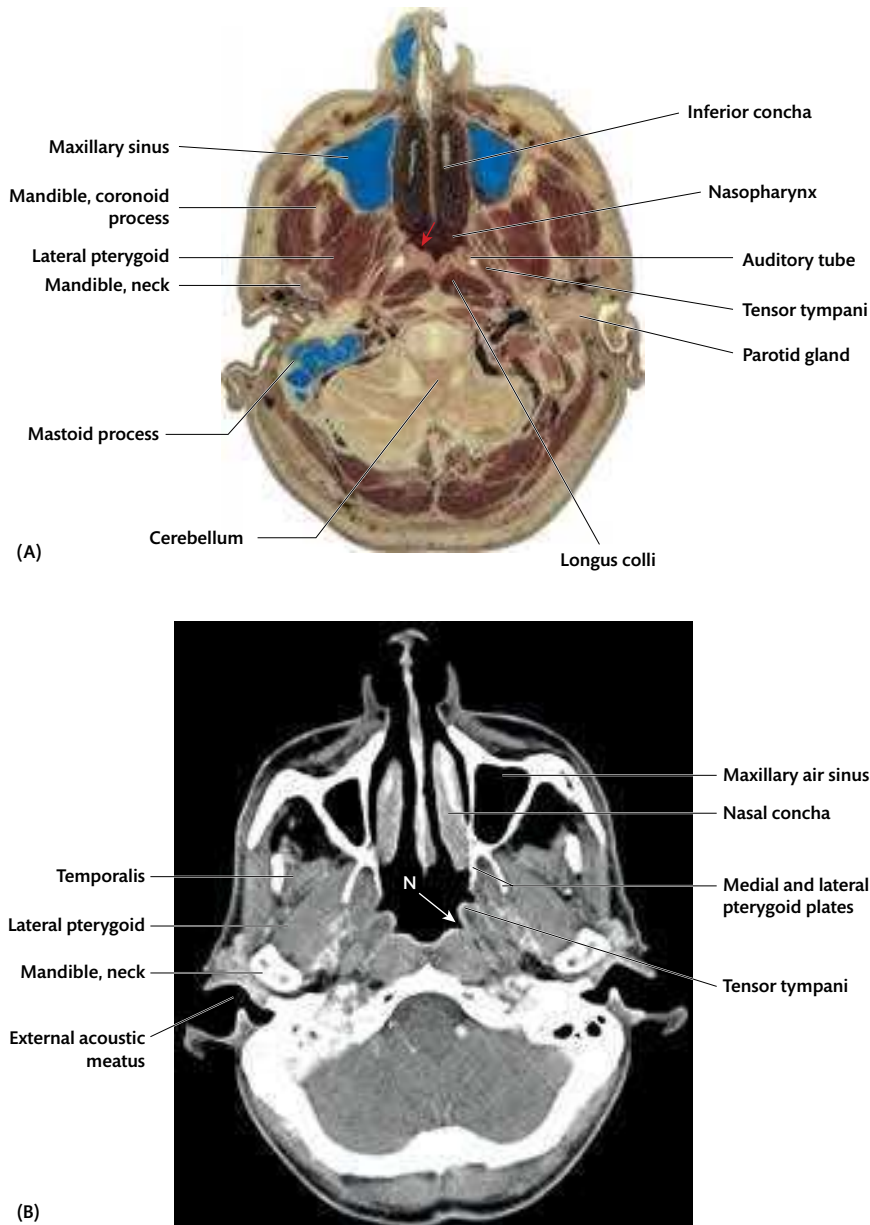 Maxillary sinus
Mandible, coronoid
process
Lateral pterygoid
Mandible, neck
Mastoid process
Cerebellum
Inferior concha
Nasopharynx
Auditory tube
Tensor tympani
Parotid gland
Longus colli
(A)
Temporalis
Lateral pterygoid
Mandible, neck
External acoustic
meatus
N
Maxillary air sinus
Nasal concha
Medial and lateral
pterygoid plates
Tensor tympani
(B)